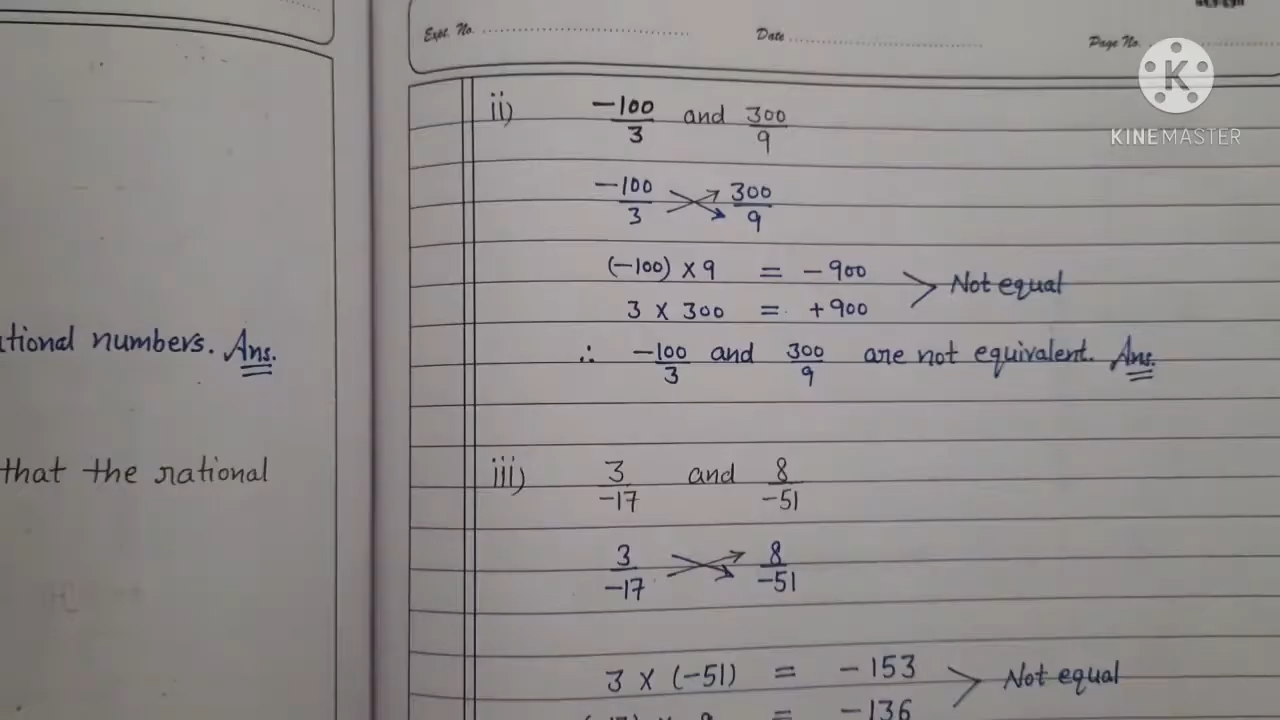 Expt. No.
Date
Page No.
K
KINEMASTER
ii) -100/3 and 300/9
-100/3 300/9
(-100) × 9 = -900
> Not equal
3 × 300 = +900
∴ -100/3 and 300/9 are not equivalent. Ans.
iii) 3/-17 and 8/-51
3/-17 8/-51
3 × (-51) = -153
> Not equal
= -136
numbers. Ans.
that the rational